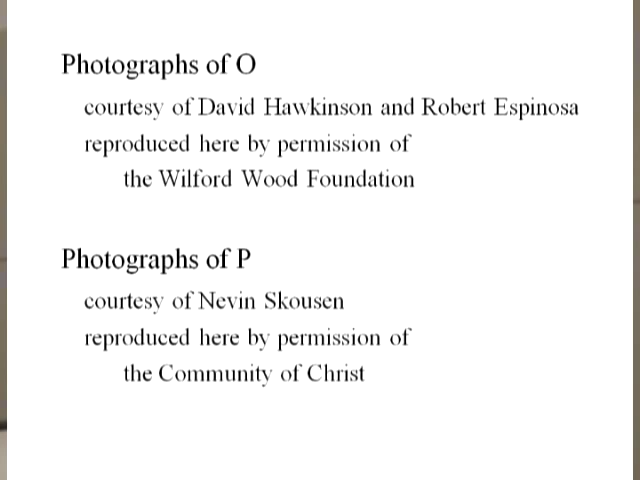 Photographs of O
courtesy of David Hawkinson and Robert Espinosa
reproduced here by permission of
the Wilford Wood Foundation
Photographs of P
courtesy of Nevin Skousen
reproduced here by permission of
the Community of Christ